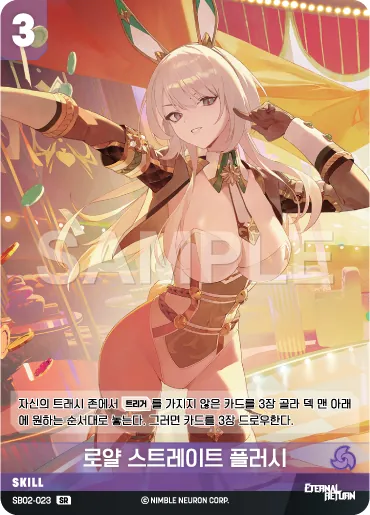 3
SAMPLE
자신의 트래시 존에서 트리거 를 가지지 않은 카드를 3장 골라 덱 맨 아래
에 원하는 순서대로 놓는다. 그러면 카드를 3장 드로우한다.
로얄 스트레이트 플러시
SKILL
SB02-023 SR
© NIMBLE NEURON CORP.
ETERNAL RETURN